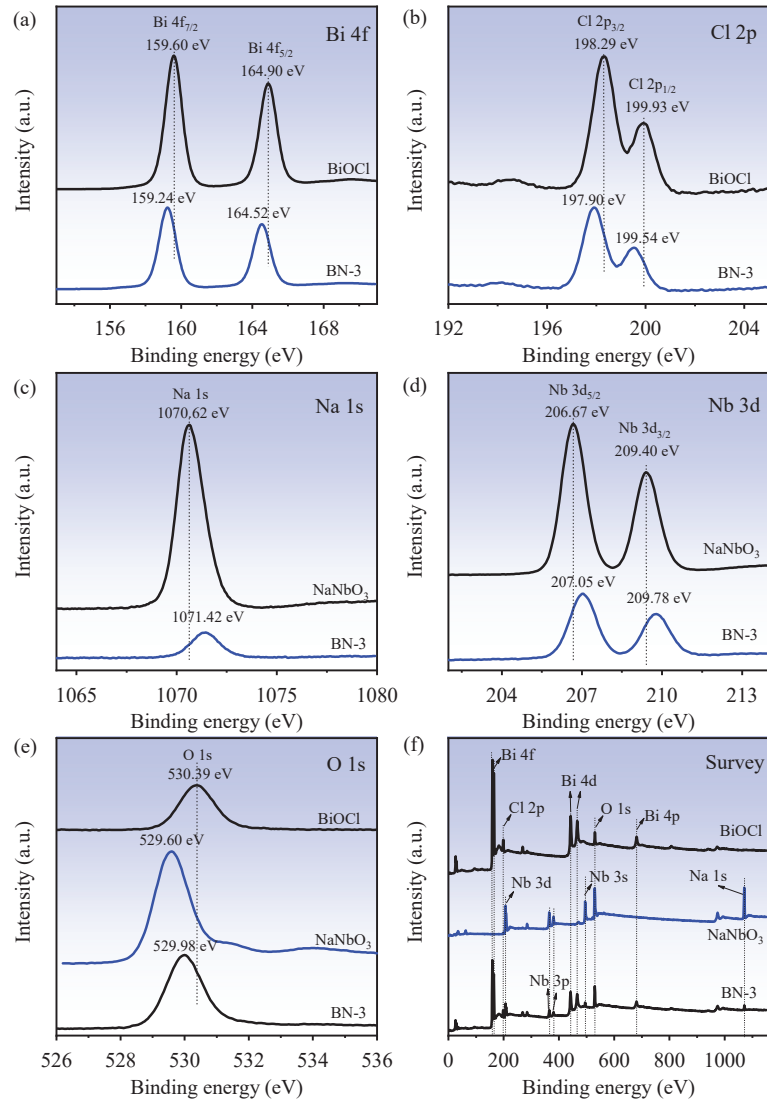 (a)
Bi 4f₇/₂
159.60 eV
Bi 4f₅/₂
164.90 eV
Bi 4f
BiOCl
159.24 eV
164.52 eV
BN-3
156 160 164 168
Binding energy (eV)
Intensity (a.u.)
(b)
Cl 2p₃/₂
198.29 eV
Cl 2p₁/₂
199.93 eV
Cl 2p
BiOCl
197.90 eV
199.54 eV
BN-3
192 196 200 204
Binding energy (eV)
Intensity (a.u.)
(c)
Na 1s
1070.62 eV
Na 1s
NaNbO₃
1071.42 eV
BN-3
1065 1070 1075 1080
Binding energy (eV)
Intensity (a.u.)
(d)
Nb 3d₅/₂
206.67 eV
Nb 3d₃/₂
209.40 eV
Nb 3d
NaNbO₃
207.05 eV
209.78 eV
BN-3
204 207 210 213
Binding energy (eV)
Intensity (a.u.)
(e)
O 1s
530.39 eV
O 1s
BiOCl
529.60 eV
NaNbO₃
529.98 eV
BN-3
526 528 530 532 534 536
Binding energy (eV)
Intensity (a.u.)
(f)
Bi 4f
Survey
Cl 2p
Bi 4d
O 1s
Bi 4p
BiOCl
Nb 3d
Nb 3s
Na 1s
NaNbO₃
Nb 3p
BN-3
0 200 400 600 800 1000
Binding energy (eV)
Intensity (a.u.)